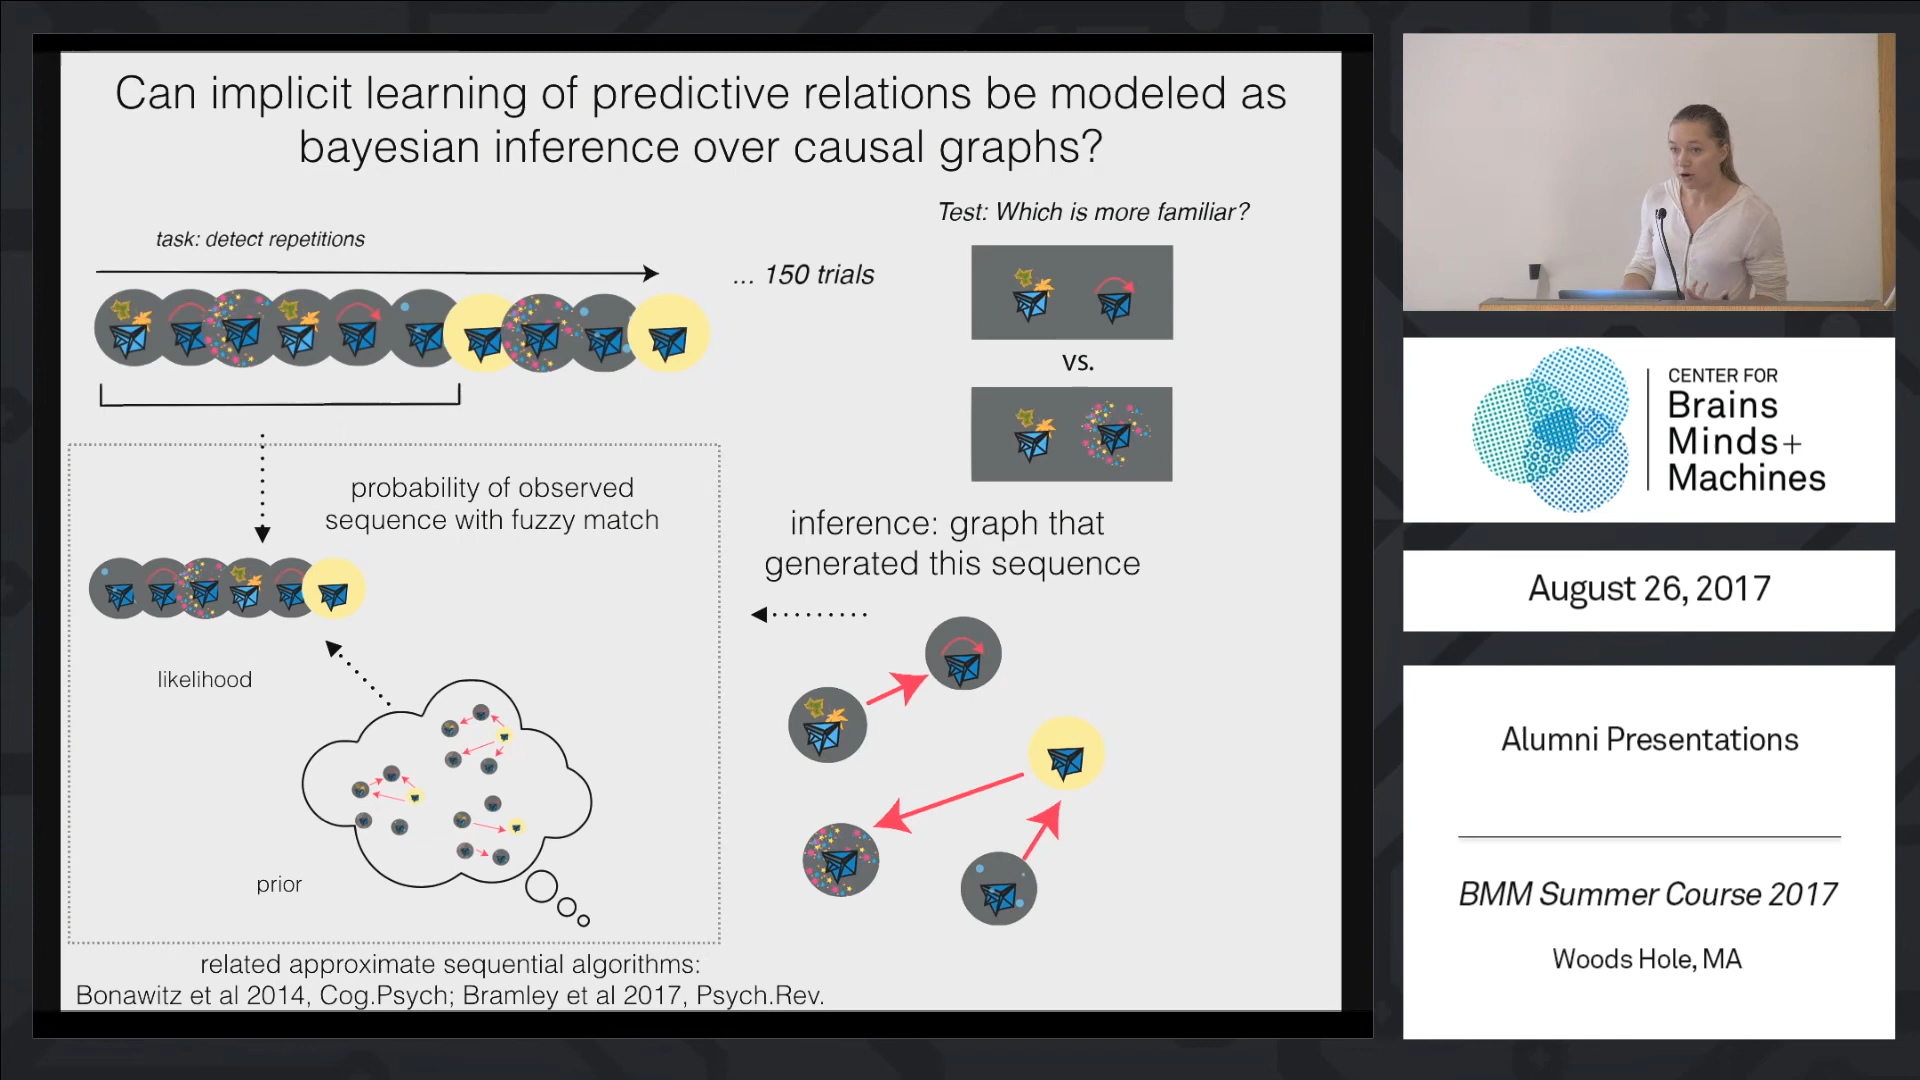 Can implicit learning of predictive relations be modeled as
bayesian inference over causal graphs?
task: detect repetitions
... 150 trials
Test: Which is more familiar?
vs.
probability of observed
sequence with fuzzy match
likelihood
prior
inference: graph that
generated this sequence
related approximate sequential algorithms:
Bonawitz et al 2014, Cog.Psych; Bramley et al 2017, Psych.Rev.
CENTER FOR
Brains
Minds+
Machines
August 26, 2017
Alumni Presentations
BMM Summer Course 2017
Woods Hole, MA